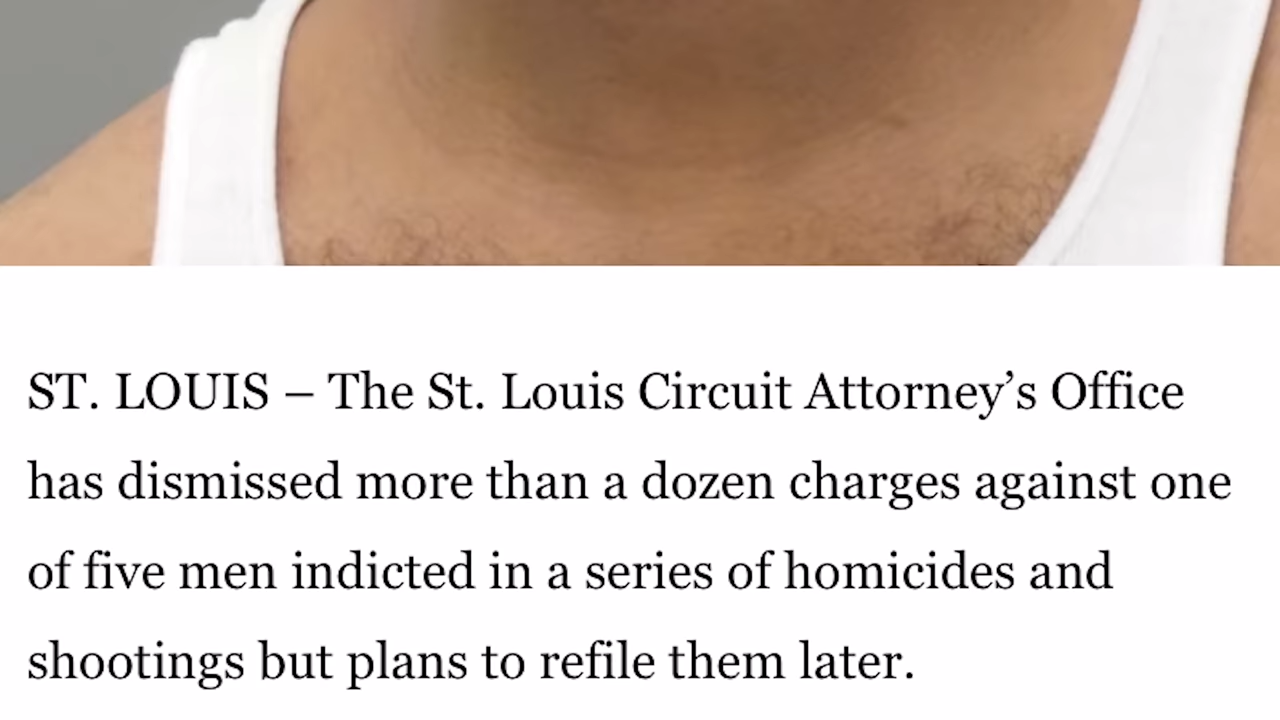 ST. LOUIS – The St. Louis Circuit Attorney’s Office
has dismissed more than a dozen charges against one
of five men indicted in a series of homicides and
shootings but plans to refile them later.